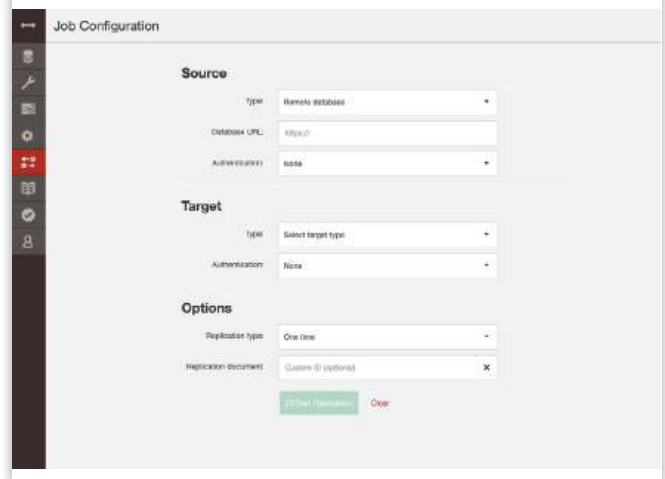 Job Configuration
Source
Type: Remote database
Database URL: https://
Authentication: None
Target
Type: Select target type
Authentication: None
Options
Replication type: One time
Replication document: Custom ID (optional)
Start Replication Clear